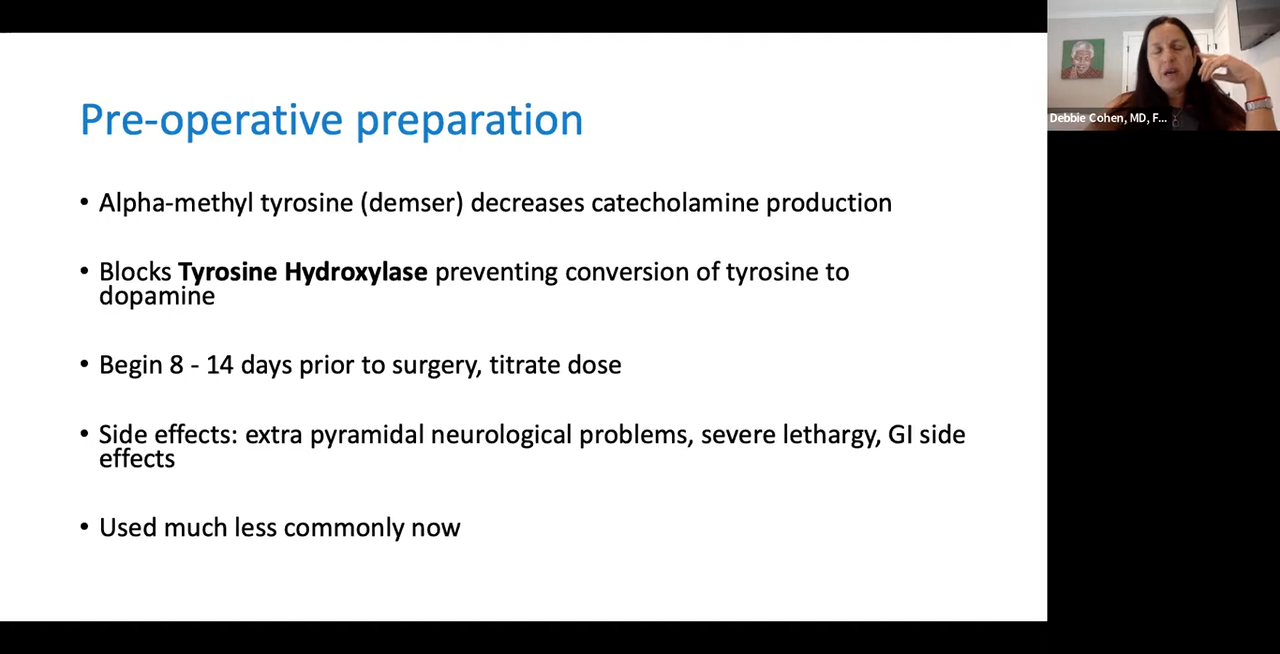 Pre-operative preparation
• Alpha-methyl tyrosine (demser) decreases catecholamine production
• Blocks Tyrosine Hydroxylase preventing conversion of tyrosine to
dopamine
• Begin 8 - 14 days prior to surgery, titrate dose
• Side effects: extra pyramidal neurological problems, severe lethargy, GI side
effects
• Used much less commonly now
Debbie Cohen, MD, F...